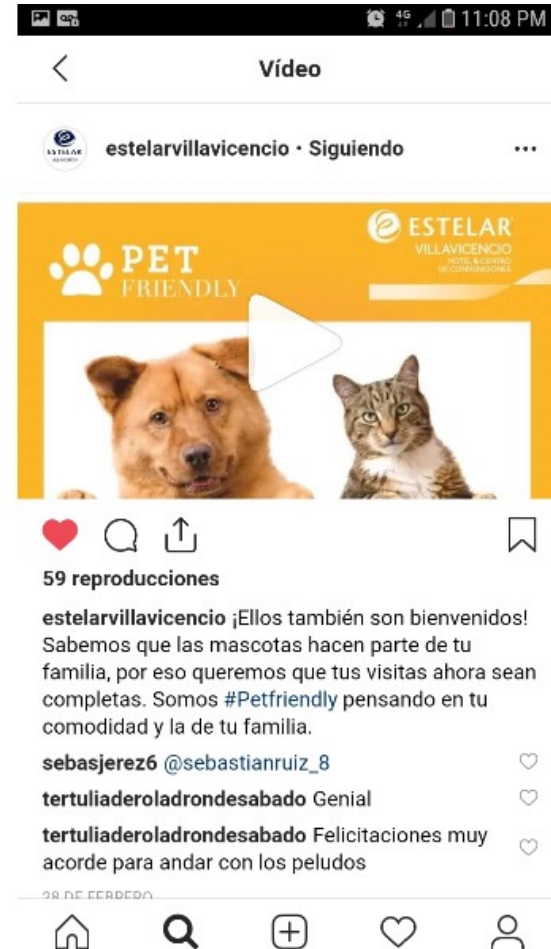 4G 11:08 PM
Vídeo
ESTELAR
estelarvillavicencio • Siguiendo
PET
FRIENDLY
ESTELAR
VILLAVICENCIO
HOTEL & CENTRO
DE CONVENCIONES
59 reproducciones
estelarvillavicencio ¡Ellos también son bienvenidos!
Sabemos que las mascotas hacen parte de tu
familia, por eso queremos que tus visitas ahora sean
completas. Somos #Petfriendly pensando en tu
comodidad y la de tu familia.
sebasjerez6 @sebastianruiz_8
tertuliaderoladrondesabado Genial
tertuliaderoladrondesabado Felicitaciones muy
acorde para andar con los peludos
28 DE FEBRERO